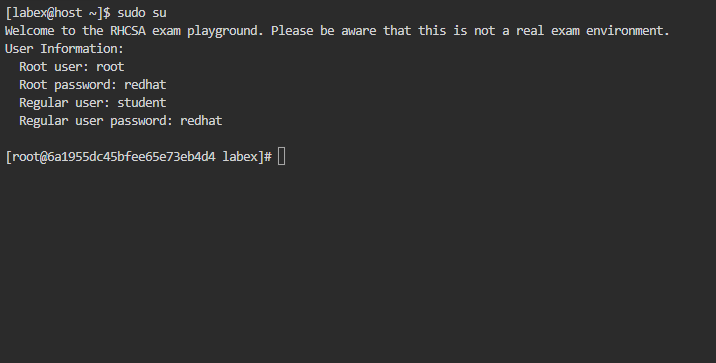 [labex@host ~]$ sudo su
Welcome to the RHCSA exam playground. Please be aware that this is not a real exam environment.
User Information:
  Root user: root
  Root password: redhat
  Regular user: student
  Regular user password: redhat

[root@6a1955dc45bfee65e73eb4d4 labex]#